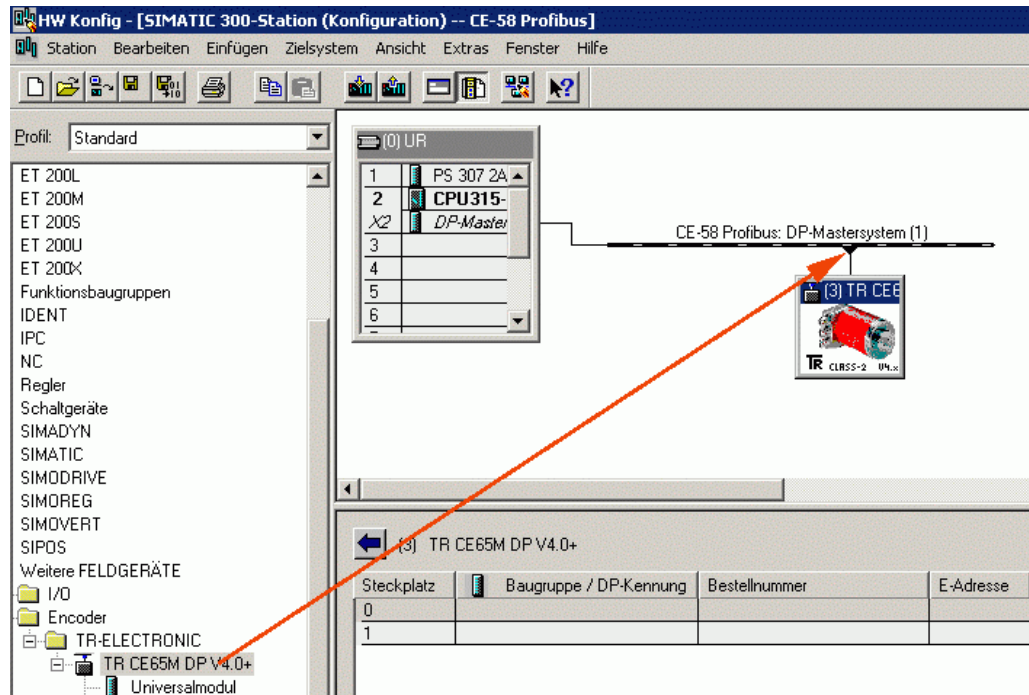 HW Konfig - [SIMATIC 300-Station (Konfiguration) -- CE-58 Profibus]
Station Bearbeiten Einfügen Zielsystem Ansicht Extras Fenster Hilfe
Profil: Standard
ET 200L
ET 200M
ET 200S
ET 200U
ET 200X
Funktionsbaugruppen
IDENT
IPC
NC
Regler
Schaltgeräte
SIMADYN
SIMATIC
SIMODRIVE
SIMOREG
SIMOVERT
SIPOS
Weitere FELDGERÄTE
I/O
Encoder
TR-ELECTRONIC
TR CE65M DP V4.0+
Universalmodul
(0) UR
1 PS 307 2A
2 CPU315-
X2 DP-Master
3
4
5
6
CE-58 Profibus: DP-Mastersystem (1)
(3) TR CE6
TR CLASS-2 V4.x
(3) TR CE65M DP V4.0+
Steckplatz Baugruppe / DP-Kennung Bestellnummer E-Adresse
0
1